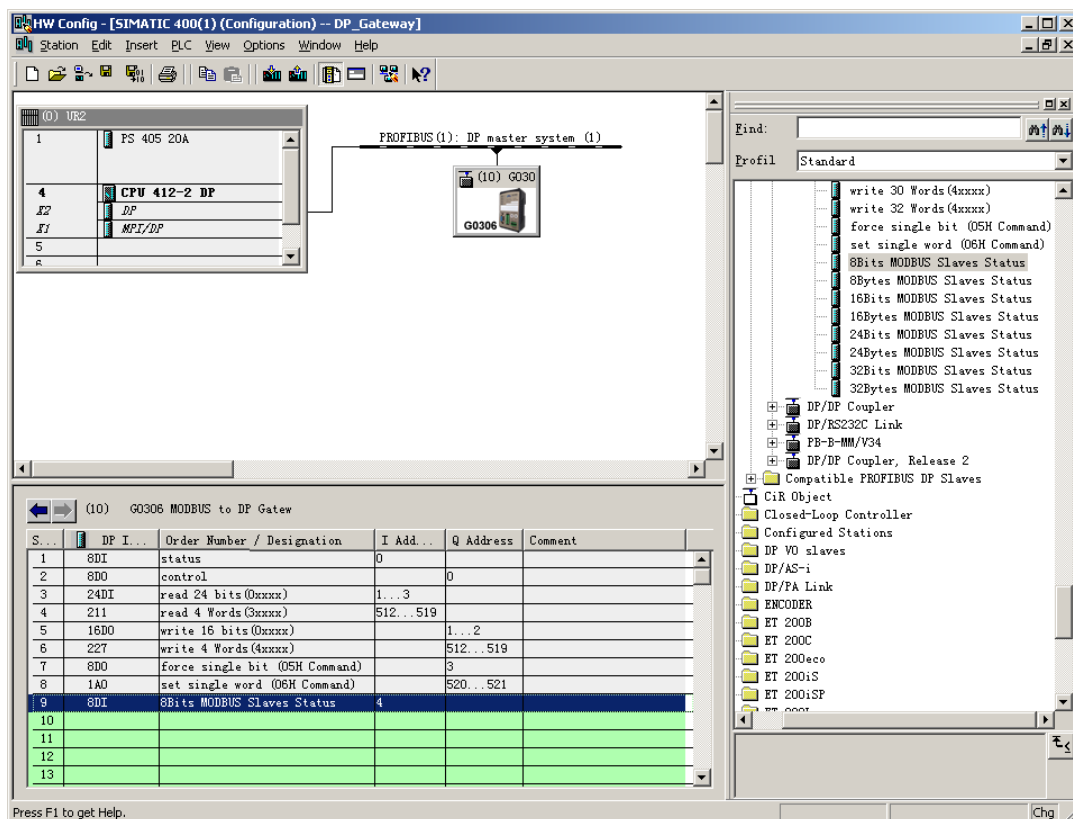 HW Config - [SIMATIC 400(1) (Configuration) -- DP_Gateway]
Station Edit Insert PLC View Options Window Help
(0) UR2
1 PS 405 20A
4 CPU 412-2 DP
X2 DP
X1 MPI/DP
5
6
PROFIBUS(1): DP master system (1)
(10) G030
G0306
Find:
Profil Standard
write 30 Words(4xxxx)
write 32 Words(4xxxx)
force single bit (05H Command)
set single word (06H Command)
8Bits MODBUS Slaves Status
8Bytes MODBUS Slaves Status
16Bits MODBUS Slaves Status
16Bytes MODBUS Slaves Status
24Bits MODBUS Slaves Status
24Bytes MODBUS Slaves Status
32Bits MODBUS Slaves Status
32Bytes MODBUS Slaves Status
DP/DP Coupler
DP/RS232C Link
PB-B-MM/V34
DP/DP Coupler, Release 2
Compatible PROFIBUS DP Slaves
CiR Object
Closed-Loop Controller
Configured Stations
DP V0 slaves
DP/AS-i
DP/PA Link
ENCODER
ET 200B
ET 200C
ET 200eco
ET 200iS
ET 200iSP
(10) G0306 MODBUS to DP Gatew
S... DP I... Order Number / Designation I Add... Q Address Comment
1 8DI status 0
2 8DO control 0
3 24DI read 24 bits(0xxxx) 1...3
4 211 read 4 Words(3xxxx) 512...519
5 16DO write 16 bits(0xxxx) 1...2
6 227 write 4 Words(4xxxx) 512...519
7 8DO force single bit (05H Command) 3
8 1AO set single word (06H Command) 520...521
9 8DI 8Bits MODBUS Slaves Status 4
10
11
12
13
Press F1 to get Help.
Chg